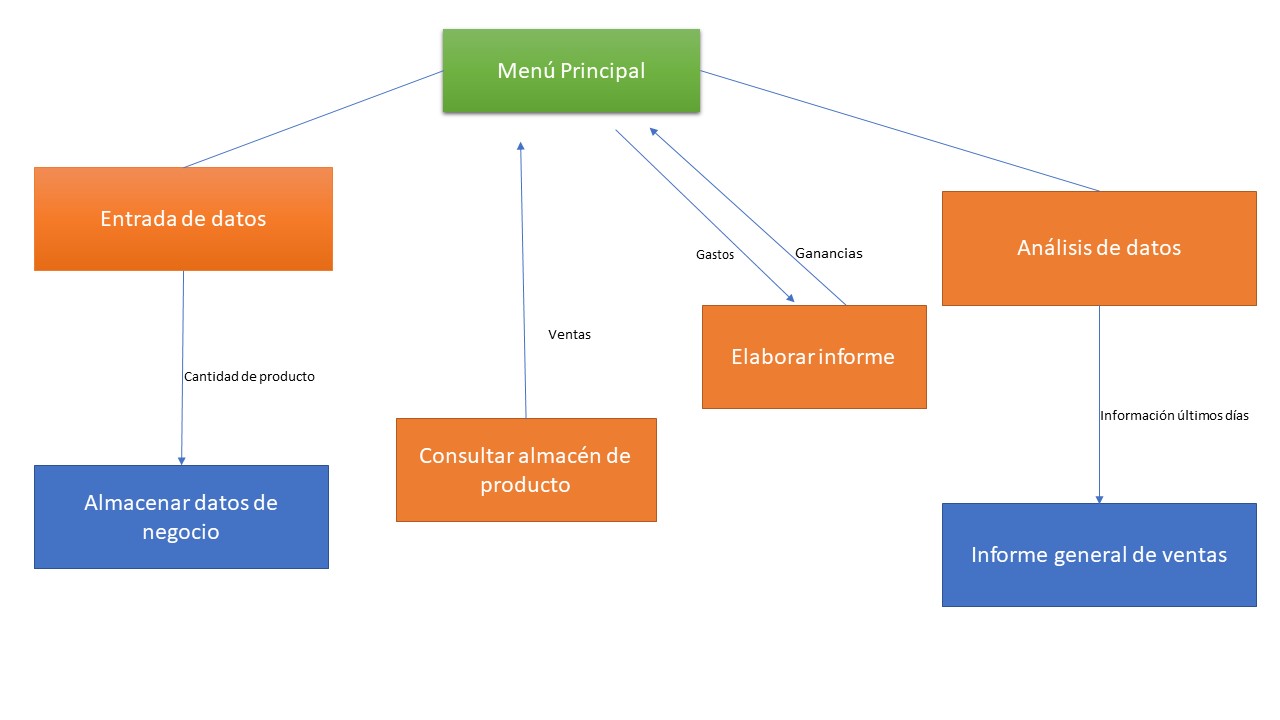 Menú Principal
Entrada de datos
Análisis de datos
Gastos
Ganancias
Ventas
Elaborar informe
Cantidad de producto
Información últimos días
Consultar almacén de
producto
Almacenar datos de
negocio
Informe general de ventas